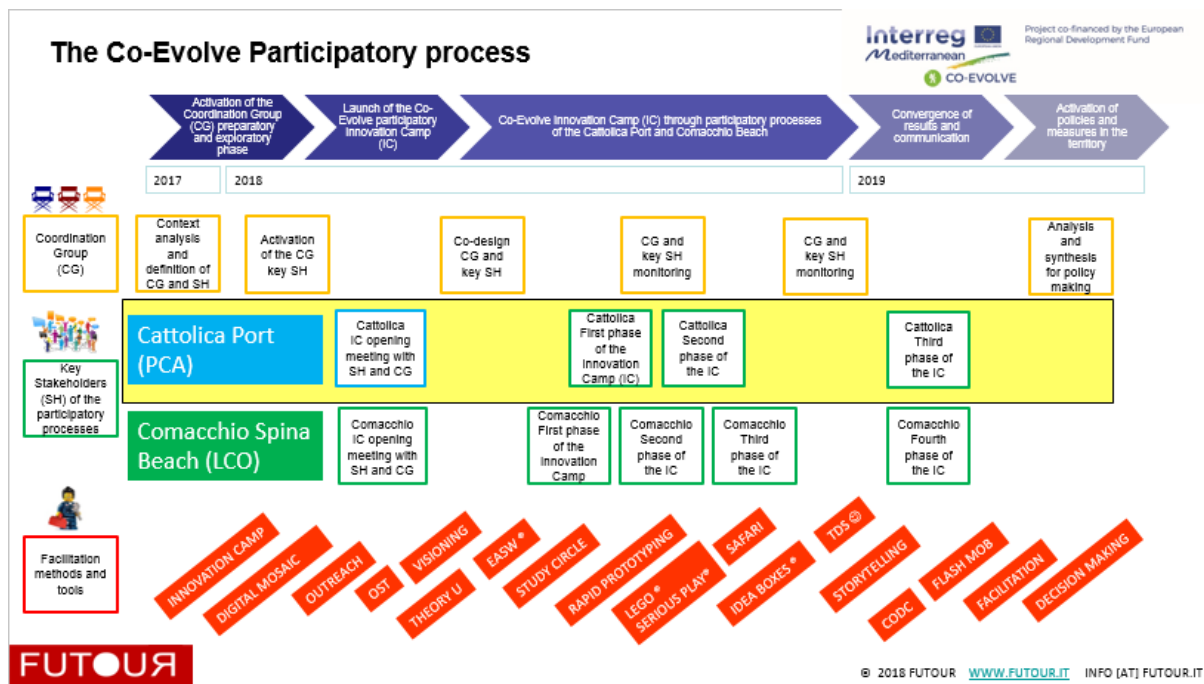 The Co-Evolve Participatory process
Interreg
Mediterranean
CO-EVOLVE
Project co-financed by the European
Regional Development Fund
Activation of the
Coordination Group
(CG) preparatory
and exploratory
phase
Launch of the Co-
Evolve participatory
Innovation Camp
(IC)
Co-Evolve Innovation Camp (IC) through participatory processes
of the Cattolica Port and Comacchio Beach
Convergence of
results and
communication
Activation of
policies and
measures in the
territory
2017
2018
2019
Coordination
Group
(CG)
Context
analysis
and
definition of
CG and SH
Activation
of the CG
key SH
Co-design
CG and
key SH
CG and
key SH
monitoring
CG and
key SH
monitoring
Analysis
and
synthesis
for policy
making
Key
Stakeholders
(SH) of the
participatory
processes
Cattolica Port
(PCA)
Cattolica
IC opening
meeting with
SH and CG
Cattolica
First phase
of the
Innovation
Camp (IC)
Cattolica
Second
phase of
the IC
Cattolica
Third
phase of
the IC
Comacchio Spina
Beach (LCO)
Comacchio
IC opening
meeting with
SH and CG
Comacchio
First phase
of the
Innovation
Camp
Comacchio
Second
phase of
the IC
Comacchio
Third
phase of
the IC
Comacchio
Fourth
phase of
the IC
Facilitation
methods and
tools
INNOVATION CAMP
DIGITAL MOSAIC
OUTREACH
OST
VISIONING
THEORY U
EASW ®
STUDY CIRCLE
RAPID PROTOTYPING
LEGO ®
SERIOUS PLAY®
SAFARI
IDEA BOXES ®
TDS ☺
STORYTELLING
CODC
FLASH MOB
FACILITATION
DECISION MAKING
FUTOUR
© 2018 FUTOUR WWW.FUTOUR.IT INFO [AT] FUTOUR.IT